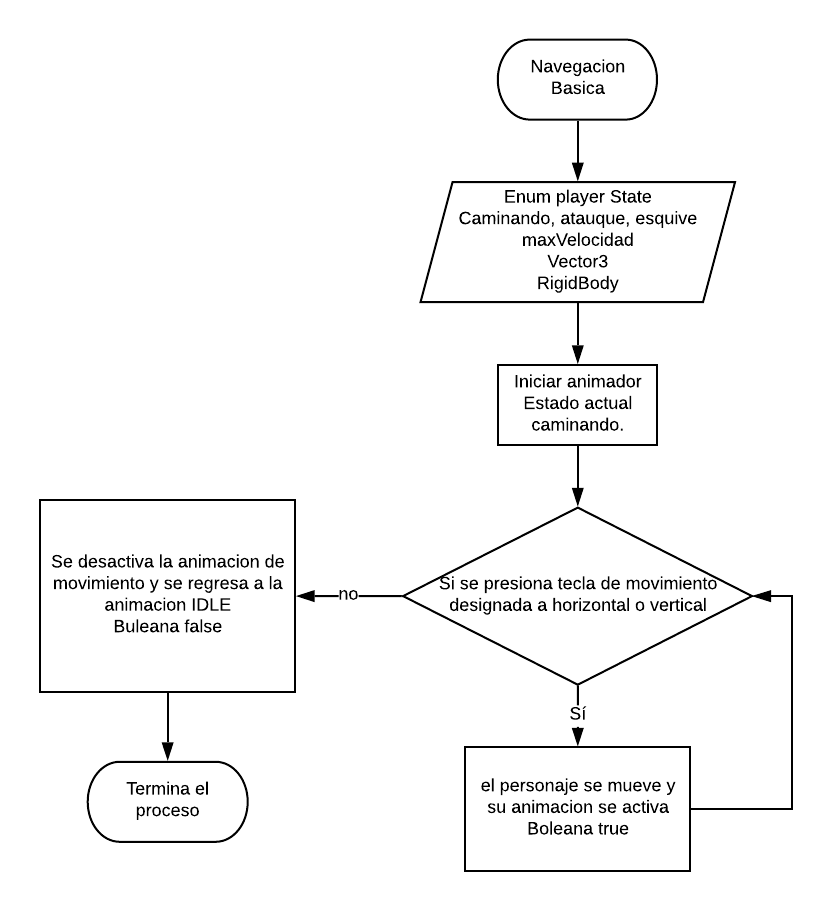 Navegacion
Basica
Enum player State
Caminando, atauque, esquive
maxVelocidad
Vector3
RigidBody
Iniciar animador
Estado actual
caminando.
Si se presiona tecla de movimiento
designada a horizontal o vertical
no
Se desactiva la animacion de
movimiento y se regresa a la
animacion IDLE
Buleana false
Sí
el personaje se mueve y
su animacion se activa
Boleana true
Termina el
proceso